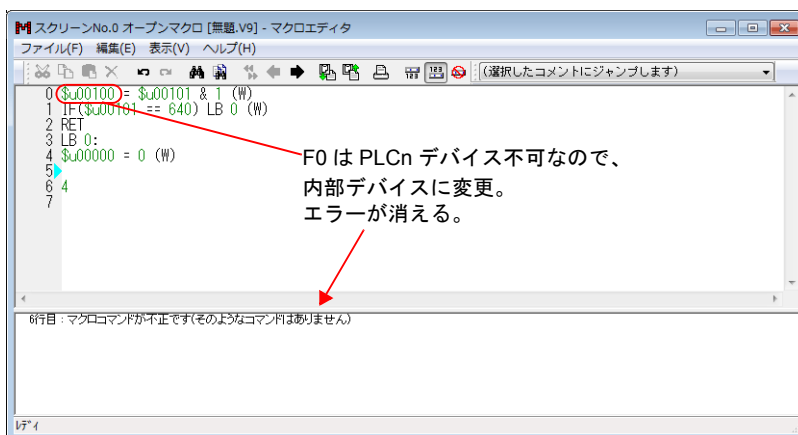 スクリーンNo.0 オープンマクロ [無題.V9] - マクロエディタ
ファイル(F) 編集(E) 表示(V) ヘルプ(H)
(選択したコメントにジャンプします)
0 $u00100 = $u00101 & 1 (W)
1 IF($u00101 == 640) LB 0 (W)
2 RET
3 LB 0:
4 $u00000 = 0 (W)
5
6 4
7
F0 は PLCn デバイス不可なので、
内部デバイスに変更。
エラーが消える。
6行目 : マクロコマンドが不正です(そのようなコマンドはありません)
ﾚﾃﾞｨ